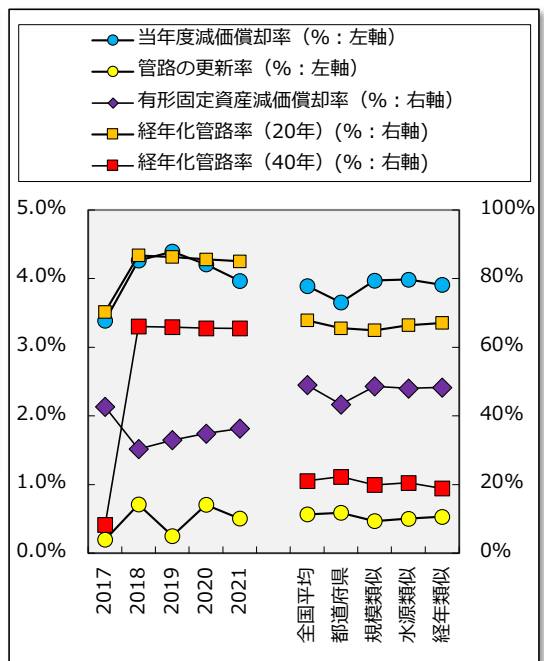 当年度減価償却率（%：左軸）
管路の更新率（%：左軸）
有形固定資産減価償却率（%：右軸）
経年化管路率（20年）(%：右軸)
経年化管路率（40年）(%：右軸)
5.0% 100%
4.0% 80%
3.0% 60%
2.0% 40%
1.0% 20%
0.0% 0%
2017
2018
2019
2020
2021
全国平均
都道府県
規模類似
水源類似
経年類似